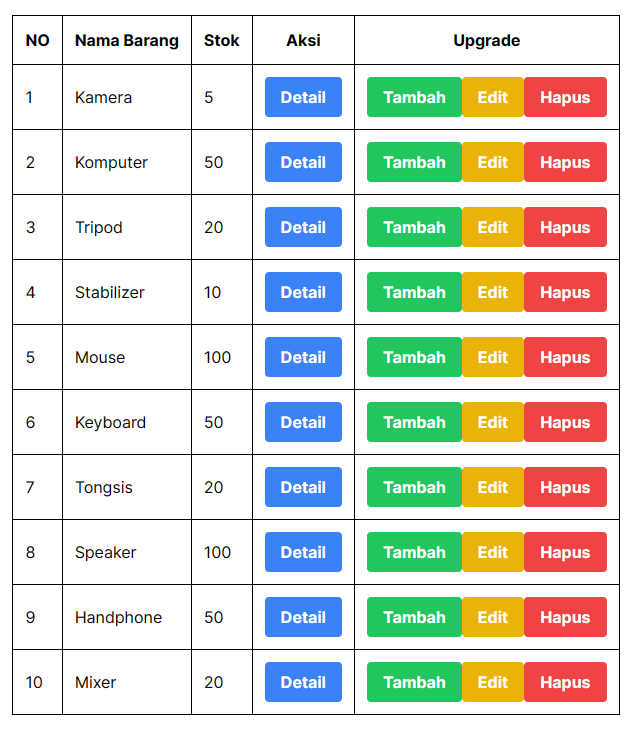 NO Nama Barang Stok Aksi Upgrade
1 Kamera 5 Detail Tambah Edit Hapus
2 Komputer 50 Detail Tambah Edit Hapus
3 Tripod 20 Detail Tambah Edit Hapus
4 Stabilizer 10 Detail Tambah Edit Hapus
5 Mouse 100 Detail Tambah Edit Hapus
6 Keyboard 50 Detail Tambah Edit Hapus
7 Tongsis 20 Detail Tambah Edit Hapus
8 Speaker 100 Detail Tambah Edit Hapus
9 Handphone 50 Detail Tambah Edit Hapus
10 Mixer 20 Detail Tambah Edit Hapus